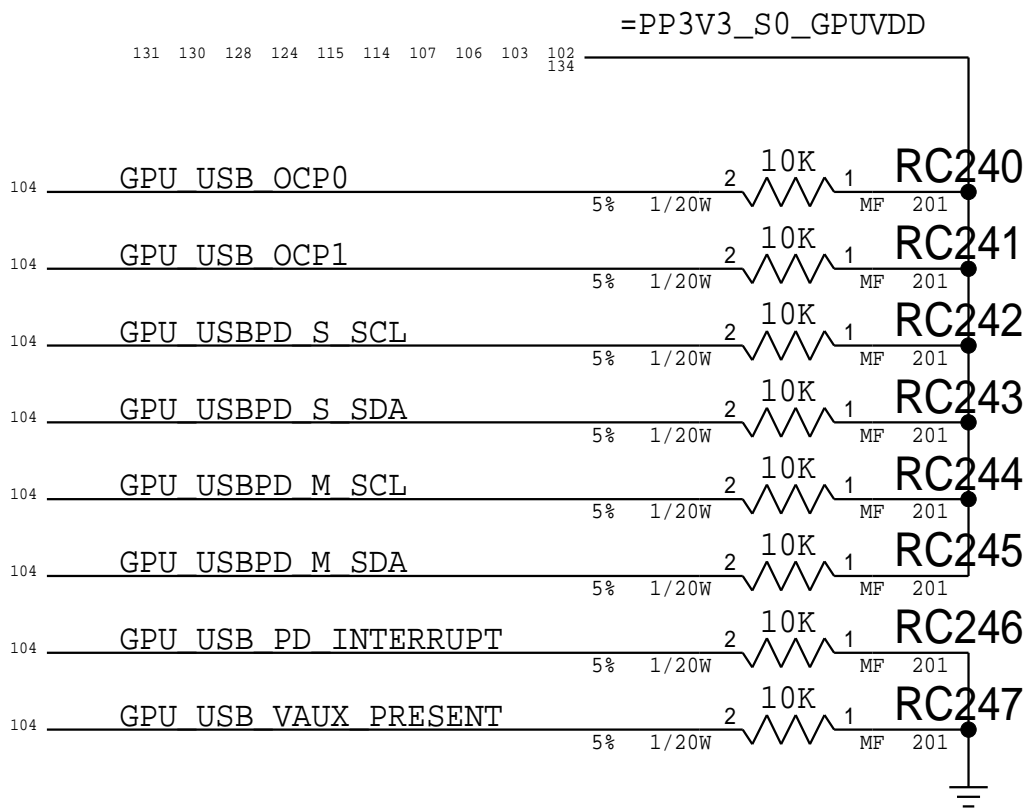 =PP3V3_S0_GPUVDD
131 130 128 124 115 114 107 106 103 102
134
104 GPU_USB_OCP0 2 10K 1 RC240
5% 1/20W MF 201
104 GPU_USB_OCP1 2 10K 1 RC241
5% 1/20W MF 201
104 GPU_USBPD_S_SCL 2 10K 1 RC242
5% 1/20W MF 201
104 GPU_USBPD_S_SDA 2 10K 1 RC243
5% 1/20W MF 201
104 GPU_USBPD_M_SCL 2 10K 1 RC244
5% 1/20W MF 201
104 GPU_USBPD_M_SDA 2 10K 1 RC245
5% 1/20W MF 201
104 GPU_USB_PD_INTERRUPT 2 10K 1 RC246
5% 1/20W MF 201
104 GPU_USB_VAUX_PRESENT 2 10K 1 RC247
5% 1/20W MF 201